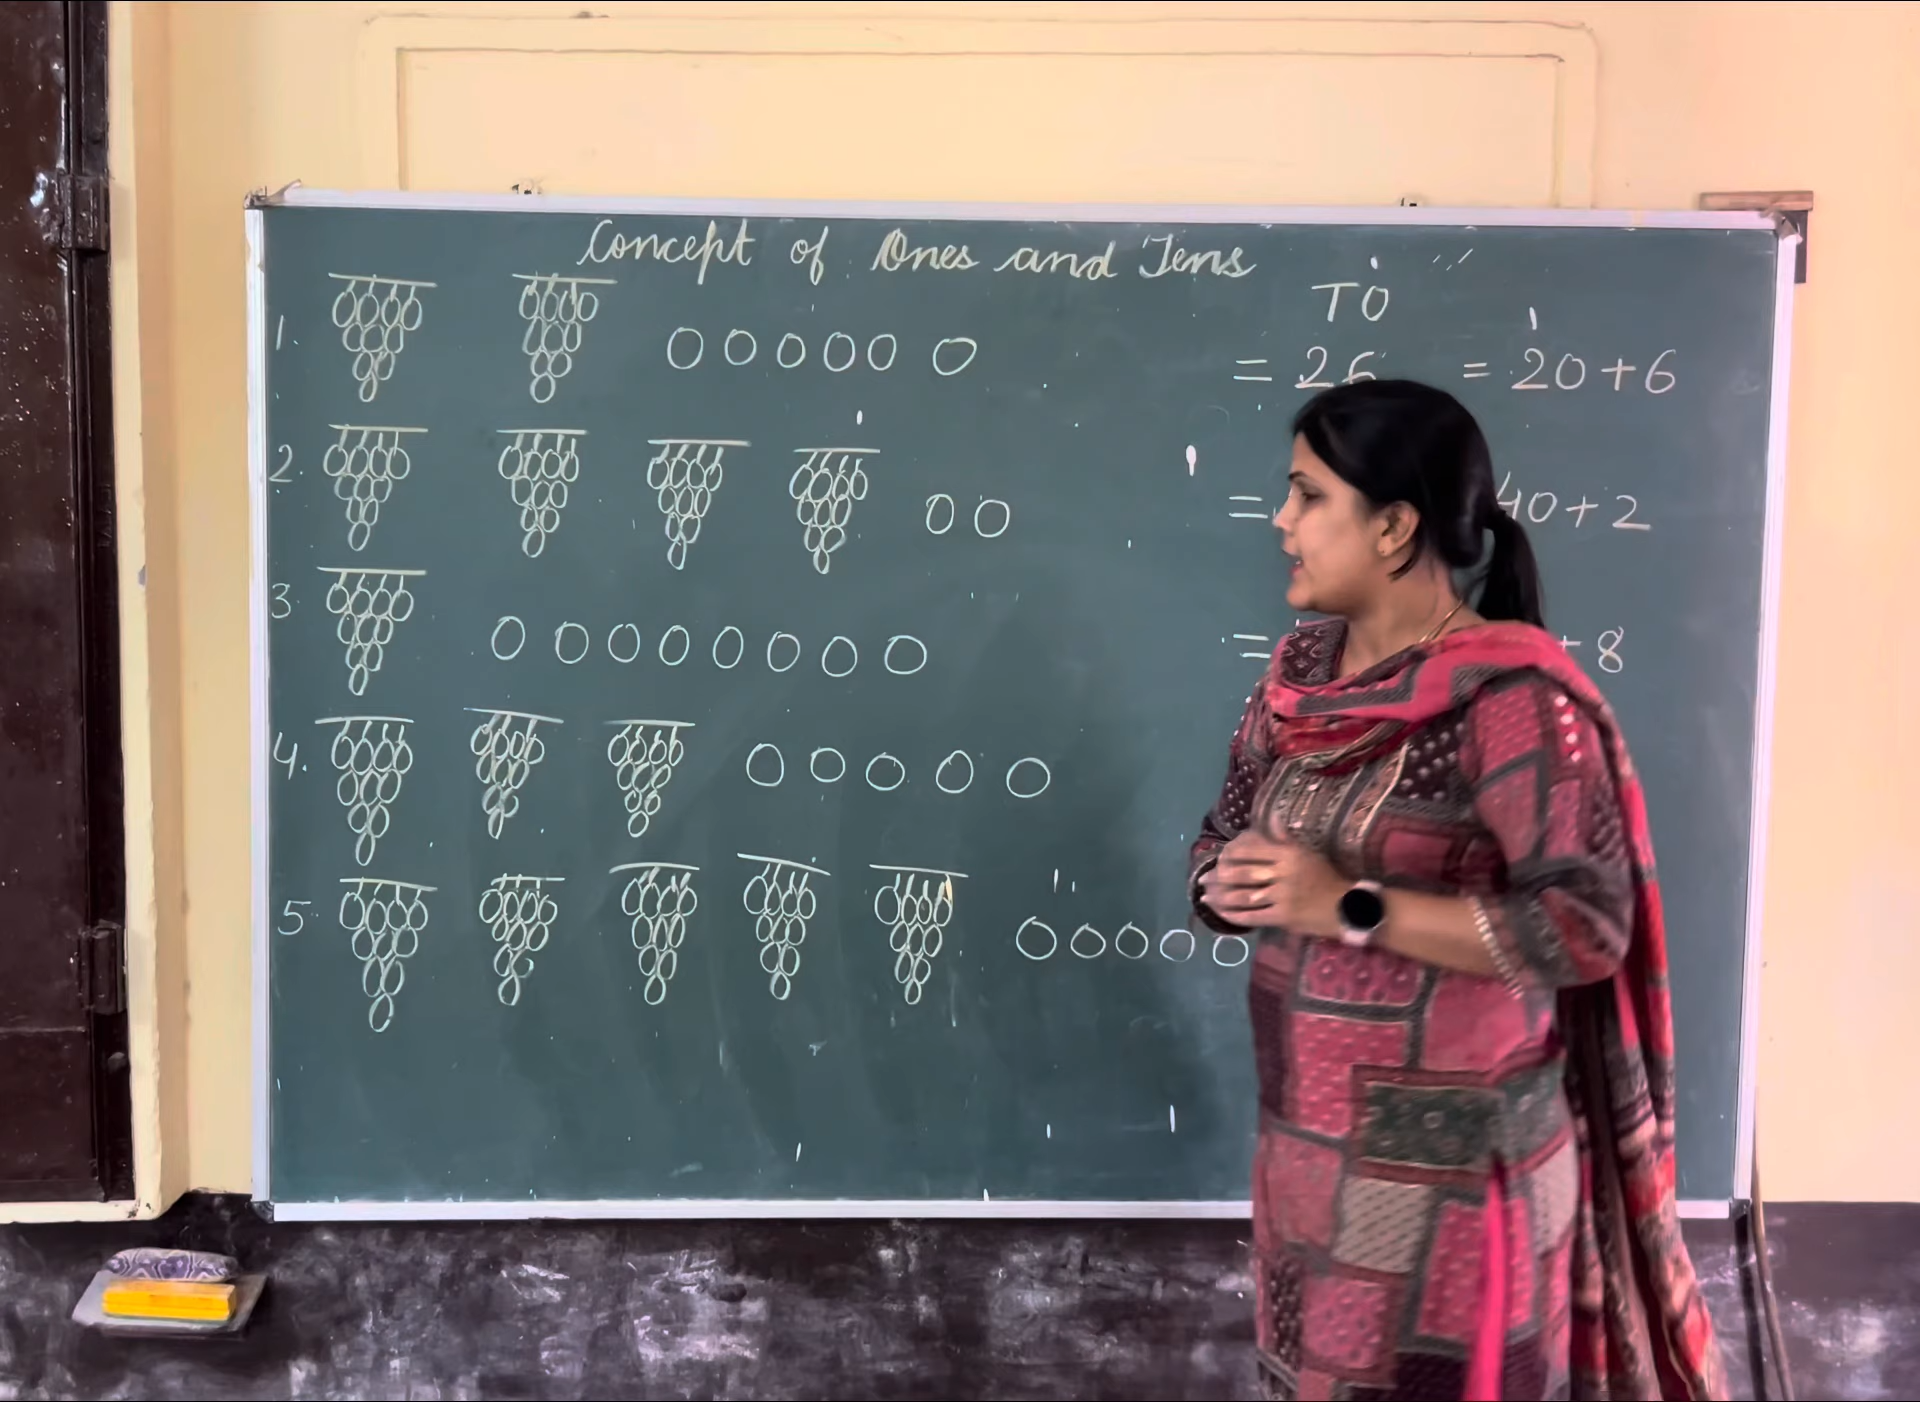 Concept of Ones and Tens
T O
1. = 26 = 20+6
2. = 40+2
3. = + 8
4.
5.